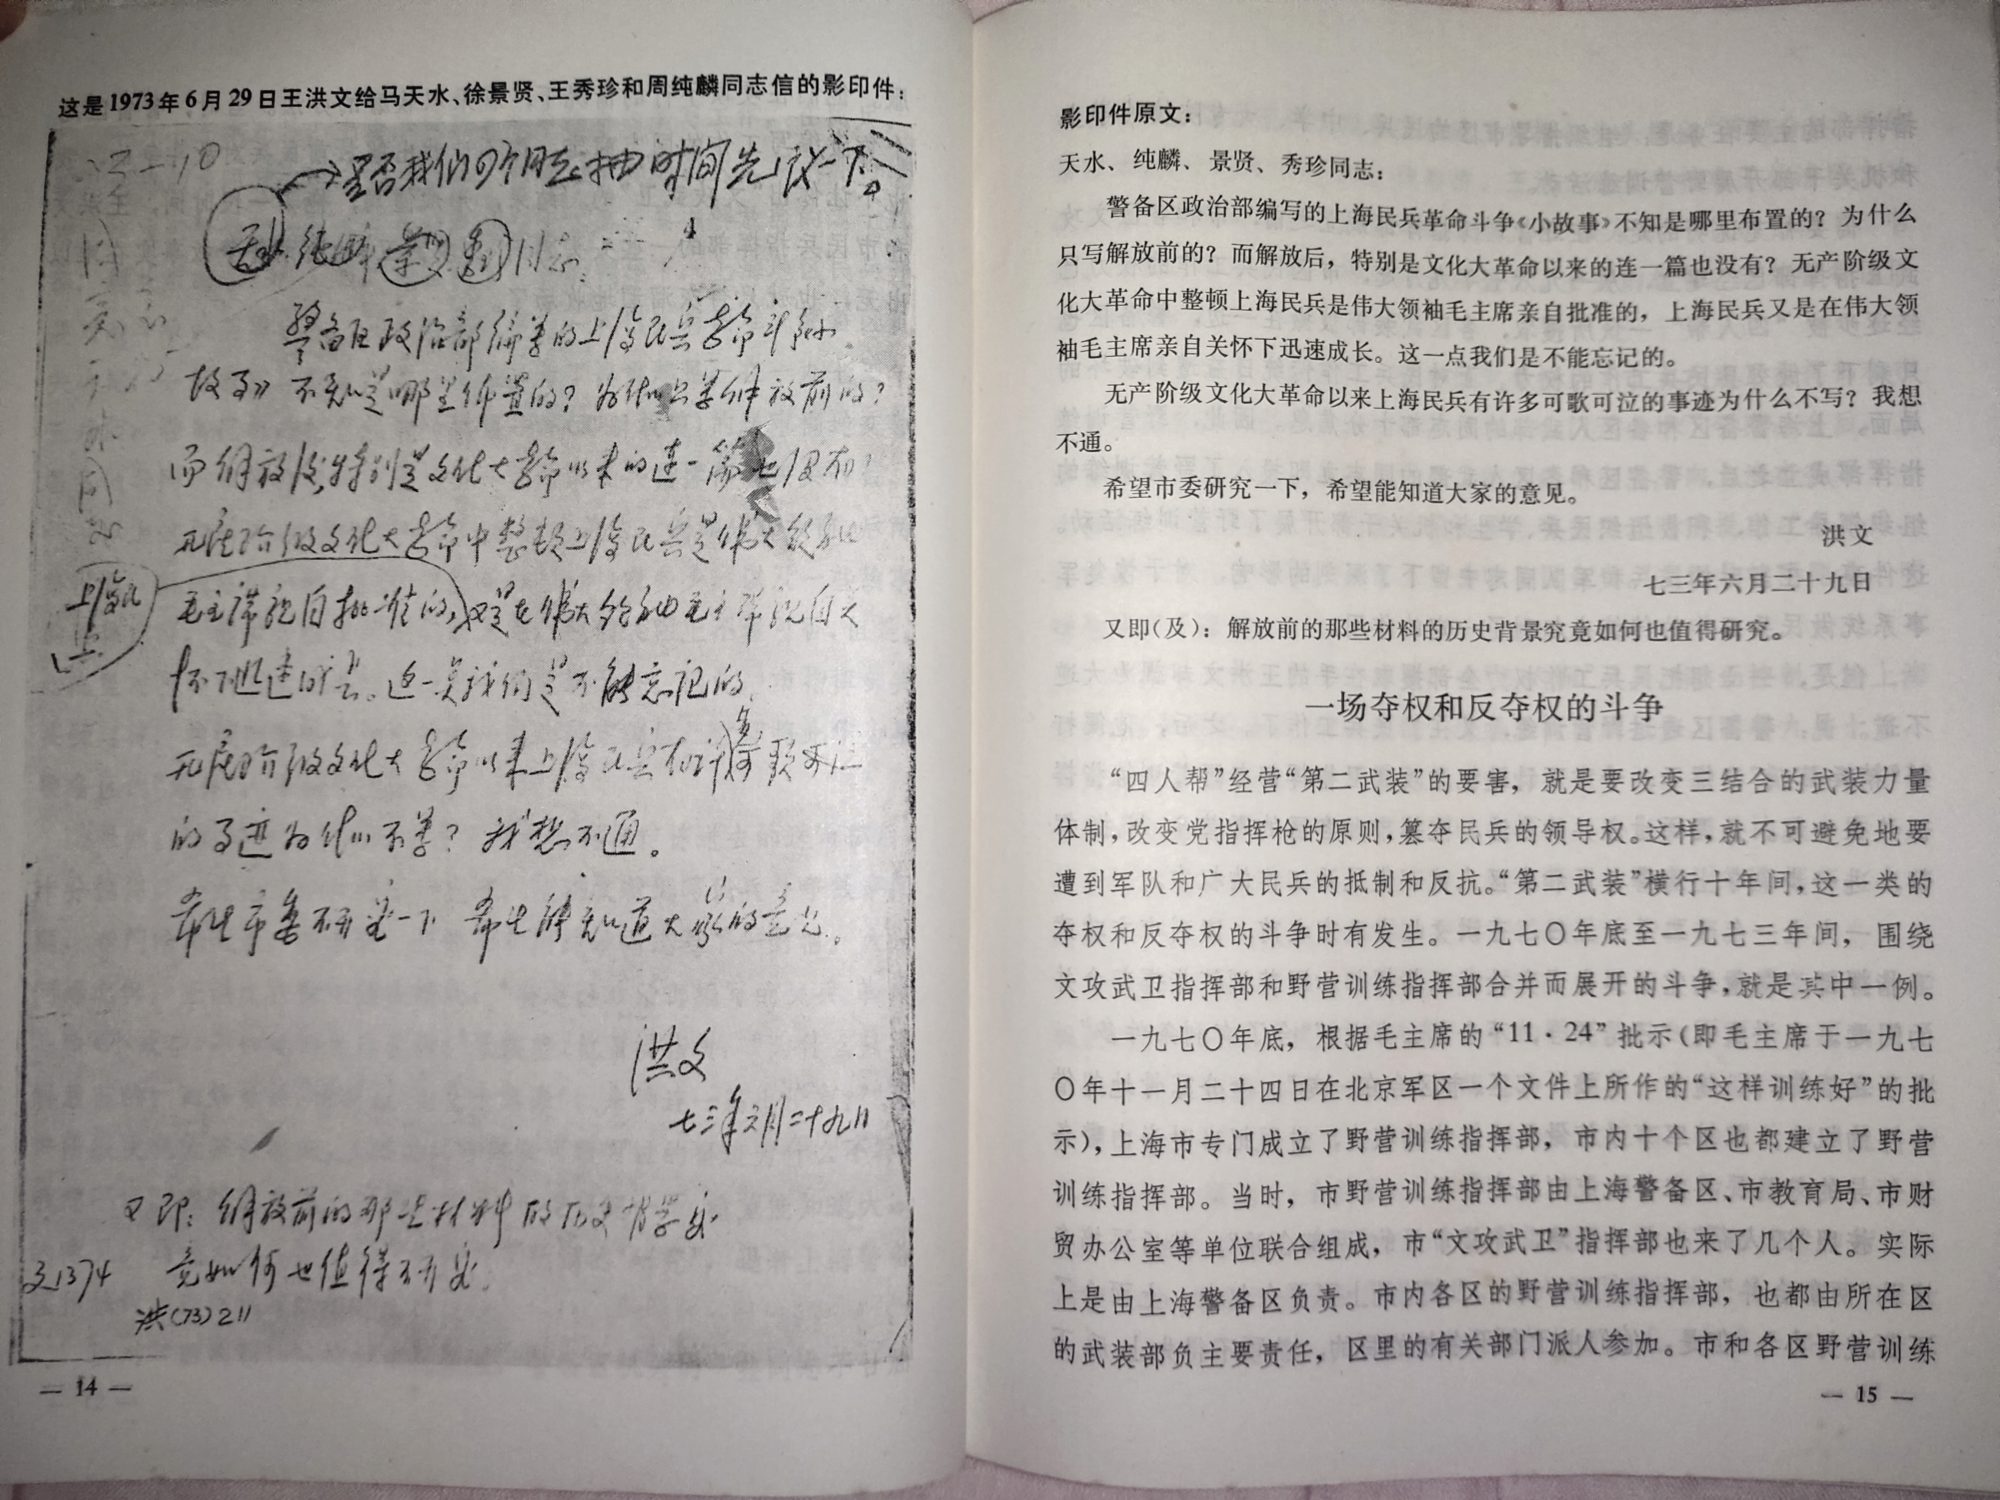 这是1973年6月29日王洪文给马天水、徐景贤、王秀珍和周纯麟同志信的影印件：
是否我们四个同志抽时间先议一下。
天水 纯麟 景贤 秀 同志：
警备区政治部编写的上海民兵革命斗争小
故事》不知是哪里布置的？为什么只写解放前的？
而解放后，特别是文化大革命以来的连一篇也没有？
无产阶级文化大革命中整顿上海民兵是伟大领袖
毛主席亲自批准的，又是在伟大领袖毛主席亲自关
上海民
兵
怀下迅速成长。这一点我们是不能忘记的。
无产阶级文化大革命以来上海民兵有许多可歌可泣
的事迹为什么不写？我想不通。
希望市委研究一下 希望能知道大家的意见。
洪文
七三年六月二十九日
又即：解放前的那些材料的历史背景究
竟如何也值得研究。
文1374
洪(73)211
— 14 —
影印件原文：
天水、纯麟、景贤、秀珍同志：
警备区政治部编写的上海民兵革命斗争《小故事》不知是哪里布置的？为什么
只写解放前的？而解放后，特别是文化大革命以来的连一篇也没有？无产阶级文
化大革命中整顿上海民兵是伟大领袖毛主席亲自批准的，上海民兵又是在伟大领
袖毛主席亲自关怀下迅速成长。这一点我们是不能忘记的。
无产阶级文化大革命以来上海民兵有许多可歌可泣的事迹为什么不写？我想
不通。
希望市委研究一下，希望能知道大家的意见。
洪文
七三年六月二十九日
又即(及)：解放前的那些材料的历史背景究竟如何也值得研究。
一场夺权和反夺权的斗争
“四人帮”经营“第二武装”的要害，就是要改变三结合的武装力量
体制，改变党指挥枪的原则，篡夺民兵的领导权。这样，就不可避免地要
遭到军队和广大民兵的抵制和反抗。“第二武装”横行十年间，这一类的
夺权和反夺权的斗争时有发生。一九七〇年底至一九七三年间，围绕
文攻武卫指挥部和野营训练指挥部合并而展开的斗争，就是其中一例。
一九七〇年底，根据毛主席的“11·24”批示(即毛主席于一九七
〇年十一月二十四日在北京军区一个文件上所作的“这样训练好”的批
示)，上海市专门成立了野营训练指挥部，市内十个区也都建立了野营
训练指挥部。当时，市野营训练指挥部由上海警备区、市教育局、市财
贸办公室等单位联合组成，市“文攻武卫”指挥部也来了几个人。实际
上是由上海警备区负责。市内各区的野营训练指挥部，也都由所在区
的武装部负主要责任，区里的有关部门派人参加。市和各区野营训练
— 15 —